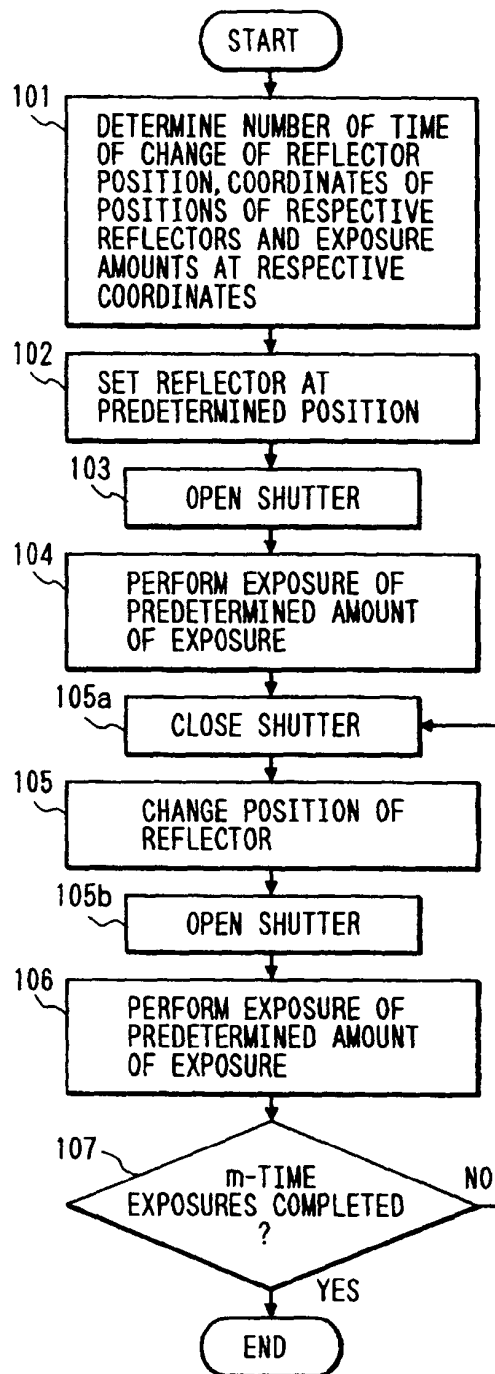 START
101
DETERMINE NUMBER OF TIME
OF CHANGE OF REFLECTOR
POSITION, COORDINATES OF
POSITIONS OF RESPECTIVE
REFLECTORS AND EXPOSURE
AMOUNTS AT RESPECTIVE
COORDINATES
102
SET REFLECTOR AT
PREDETERMINED POSITION
103
OPEN SHUTTER
104
PERFORM EXPOSURE OF
PREDETERMINED AMOUNT
OF EXPOSURE
105a
CLOSE SHUTTER
105
CHANGE POSITION OF
REFLECTOR
105b
OPEN SHUTTER
106
PERFORM EXPOSURE OF
PREDETERMINED AMOUNT
OF EXPOSURE
107
m-TIME
EXPOSURES COMPLETED
?
NO
YES
END